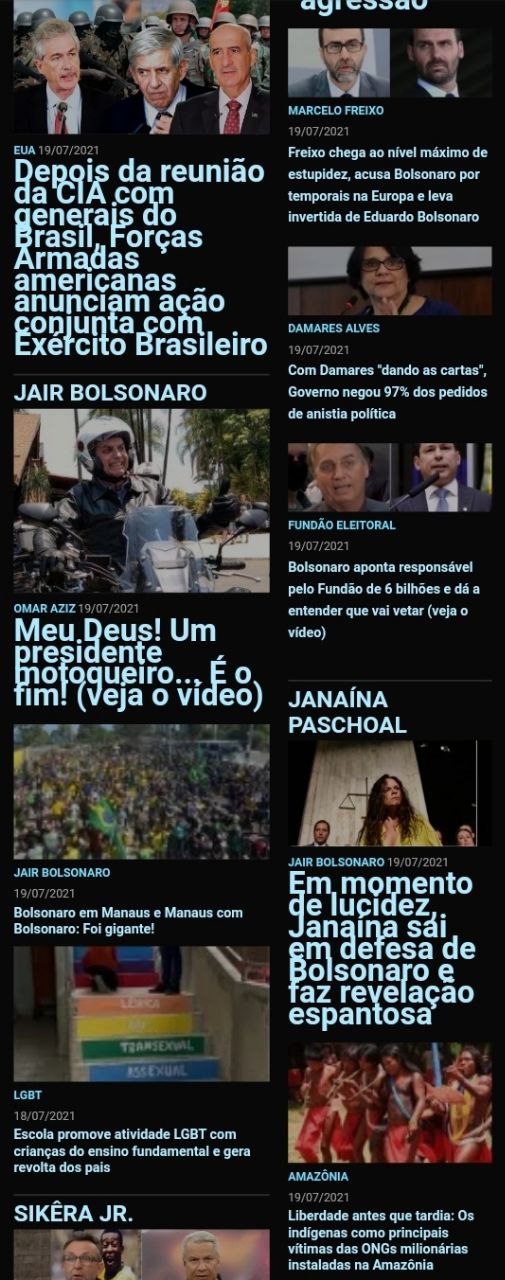 EUA 19/07/2021
Depois da reunião
da CIA com
generais do
Brasil, Forças
Armadas
americanas
anunciam ação
conjunta com
Exército Brasileiro
JAIR BOLSONARO
OMAR AZIZ 19/07/2021
Meu Deus! Um
presidente
motoqueiro... É o
fim! (veja o vídeo)
JAIR BOLSONARO
19/07/2021
Bolsonaro em Manaus e Manaus com
Bolsonaro: Foi gigante!
TRANSEXUAL
ASSEXUAL
LGBT
18/07/2021
Escola promove atividade LGBT com
crianças do ensino fundamental e gera
revolta dos pais
SIKÊRA JR.
agressão
MARCELO FREIXO
19/07/2021
Freixo chega ao nível máximo de
estupidez, acusa Bolsonaro por
temporais na Europa e leva
invertida de Eduardo Bolsonaro
DAMARES ALVES
19/07/2021
Com Damares "dando as cartas",
Governo negou 97% dos pedidos
de anistia política
FUNDÃO ELEITORAL
19/07/2021
Bolsonaro aponta responsável
pelo Fundão de 6 bilhões e dá a
entender que vai vetar (veja o
vídeo)
JANAÍNA
PASCHOAL
JAIR BOLSONARO 19/07/2021
Em momento
de lucidez,
Janaína sai
em defesa de
Bolsonaro e
faz revelação
espantosa
AMAZÔNIA
19/07/2021
Liberdade antes que tardia: Os
indígenas como principais
vítimas das ONGs milionárias
instaladas na Amazônia